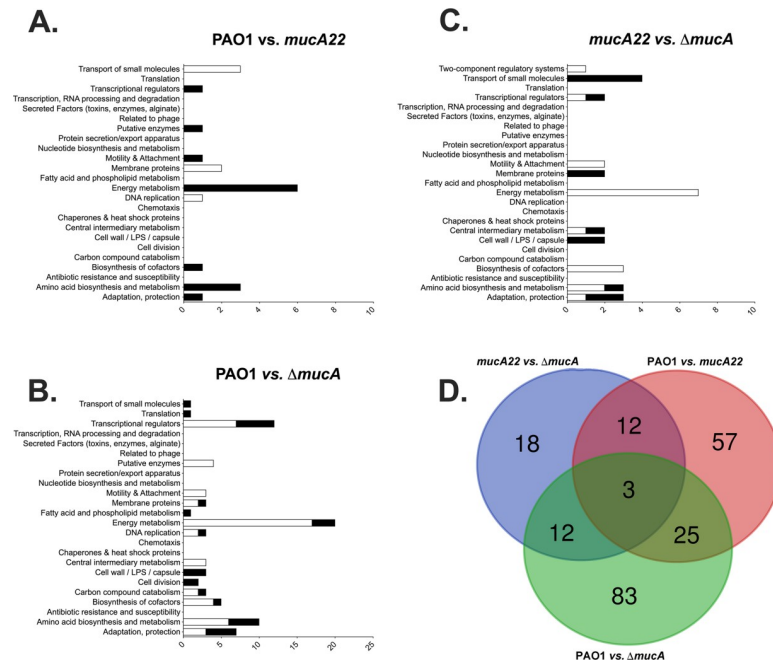 A.
PAO1 vs. mucA22
Transport of small molecules
Translation
Transcriptional regulators
Transcription, RNA processing and degradation
Secreted Factors (toxins, enzymes, alginate)
Related to phage
Putative enzymes
Protein secretion/export apparatus
Nucleotide biosynthesis and metabolism
Motility & Attachment
Membrane proteins
Fatty acid and phospholipid metabolism
Energy metabolism
DNA replication
Chemotaxis
Chaperones & heat shock proteins
Central intermediary metabolism
Cell wall / LPS / capsule
Cell division
Carbon compound catabolism
Biosynthesis of cofactors
Antibiotic resistance and susceptibility
Amino acid biosynthesis and metabolism
Adaptation, protection
0 2 4 6 8 10
C.
mucA22 vs. ΔmucA
Two-component regulatory systems
Transport of small molecules
Translation
Transcriptional regulators
Transcription, RNA processing and degradation
Secreted Factors (toxins, enzymes, alginate)
Related to phage
Putative enzymes
Protein secretion/export apparatus
Nucleotide biosynthesis and metabolism
Motility & Attachment
Membrane proteins
Fatty acid and phospholipid metabolism
Energy metabolism
DNA replication
Chemotaxis
Chaperones & heat shock proteins
Central intermediary metabolism
Cell wall / LPS / capsule
Cell division
Carbon compound catabolism
Biosynthesis of cofactors
Antibiotic resistance and susceptibility
Amino acid biosynthesis and metabolism
Adaptation, protection
0 2 4 6 8 10
B.
PAO1 vs. ΔmucA
Transport of small molecules
Translation
Transcriptional regulators
Transcription, RNA processing and degradation
Secreted Factors (toxins, enzymes, alginate)
Related to phage
Putative enzymes
Protein secretion/export apparatus
Nucleotide biosynthesis and metabolism
Motility & Attachment
Membrane proteins
Fatty acid and phospholipid metabolism
Energy metabolism
DNA replication
Chemotaxis
Chaperones & heat shock proteins
Central intermediary metabolism
Cell wall / LPS / capsule
Cell division
Carbon compound catabolism
Biosynthesis of cofactors
Antibiotic resistance and susceptibility
Amino acid biosynthesis and metabolism
Adaptation, protection
0 5 10 15 20 25
D.
mucA22 vs. ΔmucA
PAO1 vs. mucA22
18
12
57
3
12
25
83
PAO1 vs. ΔmucA